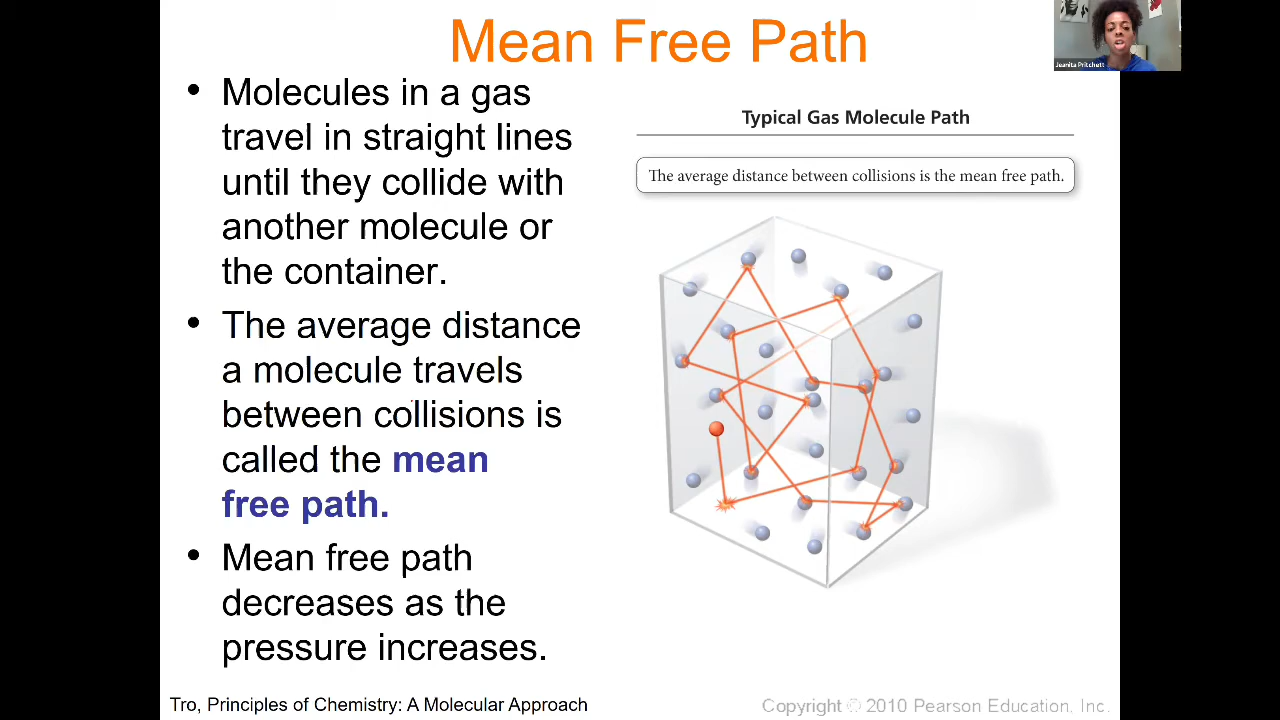 Mean Free Path
Jeanita Pritchett
• Molecules in a gas
travel in straight lines
until they collide with
another molecule or
the container.
• The average distance
a molecule travels
between collisions is
called the mean
free path.
• Mean free path
decreases as the
pressure increases.
Typical Gas Molecule Path
The average distance between collisions is the mean free path.
Tro, Principles of Chemistry: A Molecular Approach
Copyright © 2010 Pearson Education, Inc.